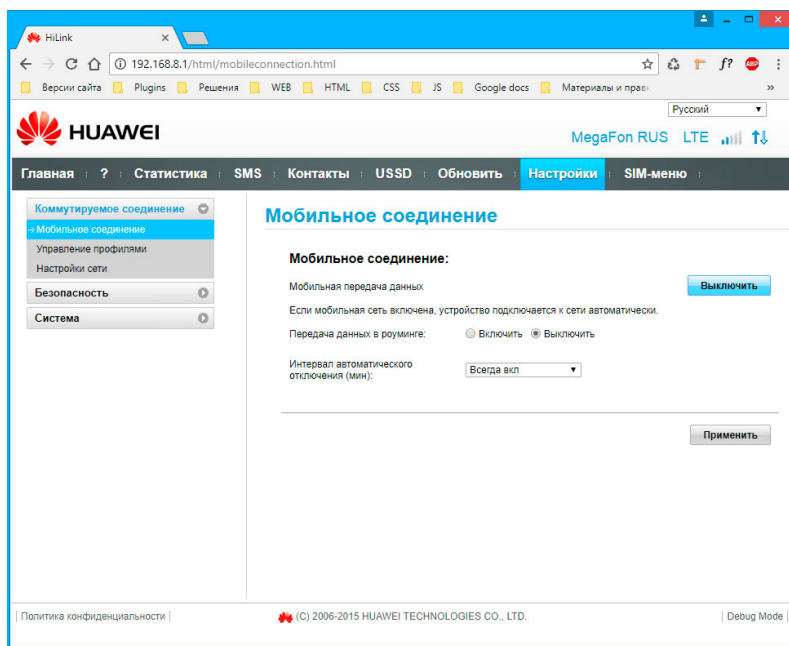 HiLink
192.168.8.1/html/mobileconnection.html
f?
ABP
Версии сайта Plugins Решения WEB HTML CSS JS Google docs Материалы и прав
»
Русский
HUAWEI
MegaFon RUS LTE
Главная ? Статистика SMS Контакты USSD Обновить Настройки SIM-меню
Коммутируемое соединение
→Мобильное соединение
Управление профилями
Настройки сети
Безопасность
Система
Мобильное соединение
Мобильное соединение:
Мобильная передача данных
Выключить
Если мобильная сеть включена, устройство подключается к сети автоматически.
Передача данных в роуминге: Включить Выключить
Интервал автоматического
отключения (мин):
Всегда вкл
Применить
Политика конфиденциальности
(C) 2006-2015 HUAWEI TECHNOLOGIES CO., LTD.
Debug Mode